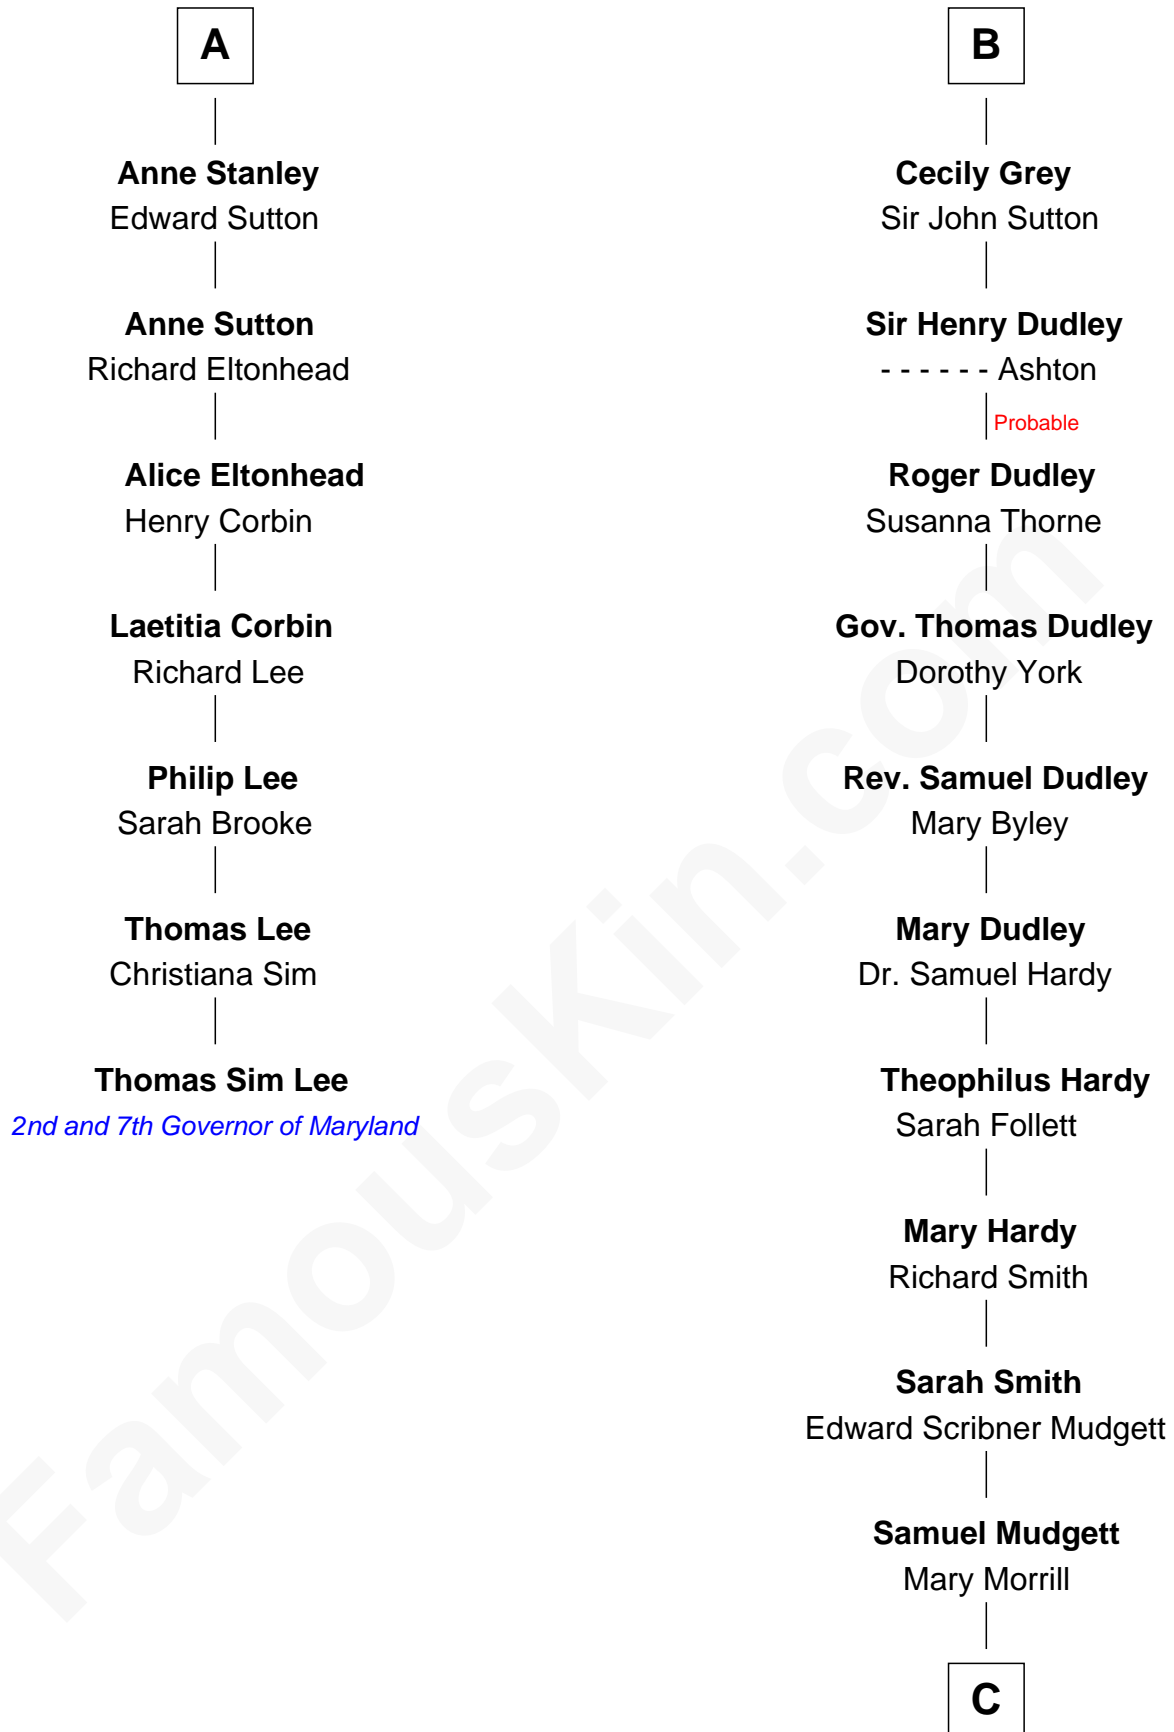 A
Anne Stanley
Edward Sutton
Anne Sutton
Richard Eltonhead
Alice Eltonhead
Henry Corbin
Laetitia Corbin
Richard Lee
Philip Lee
Sarah Brooke
Thomas Lee
Christiana Sim
Thomas Sim Lee
2nd and 7th Governor of Maryland
B
Cecily Grey
Sir John Sutton
Sir Henry Dudley
- - - - - - Ashton
Probable
Roger Dudley
Susanna Thorne
Gov. Thomas Dudley
Dorothy York
Rev. Samuel Dudley
Mary Byley
Mary Dudley
Dr. Samuel Hardy
Theophilus Hardy
Sarah Follett
Mary Hardy
Richard Smith
Sarah Smith
Edward Scribner Mudgett
Samuel Mudgett
Mary Morrill
C
FamousKin.com